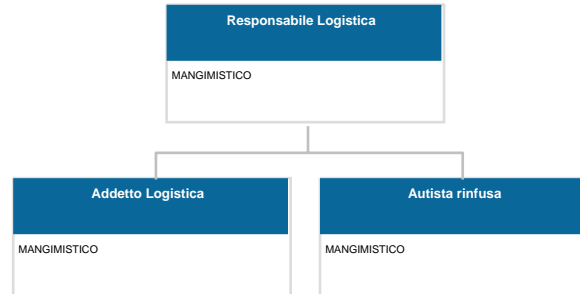 Responsabile Logistica
MANGIMISTICO
Addetto Logistica
MANGIMISTICO
Autista rinfusa
MANGIMISTICO